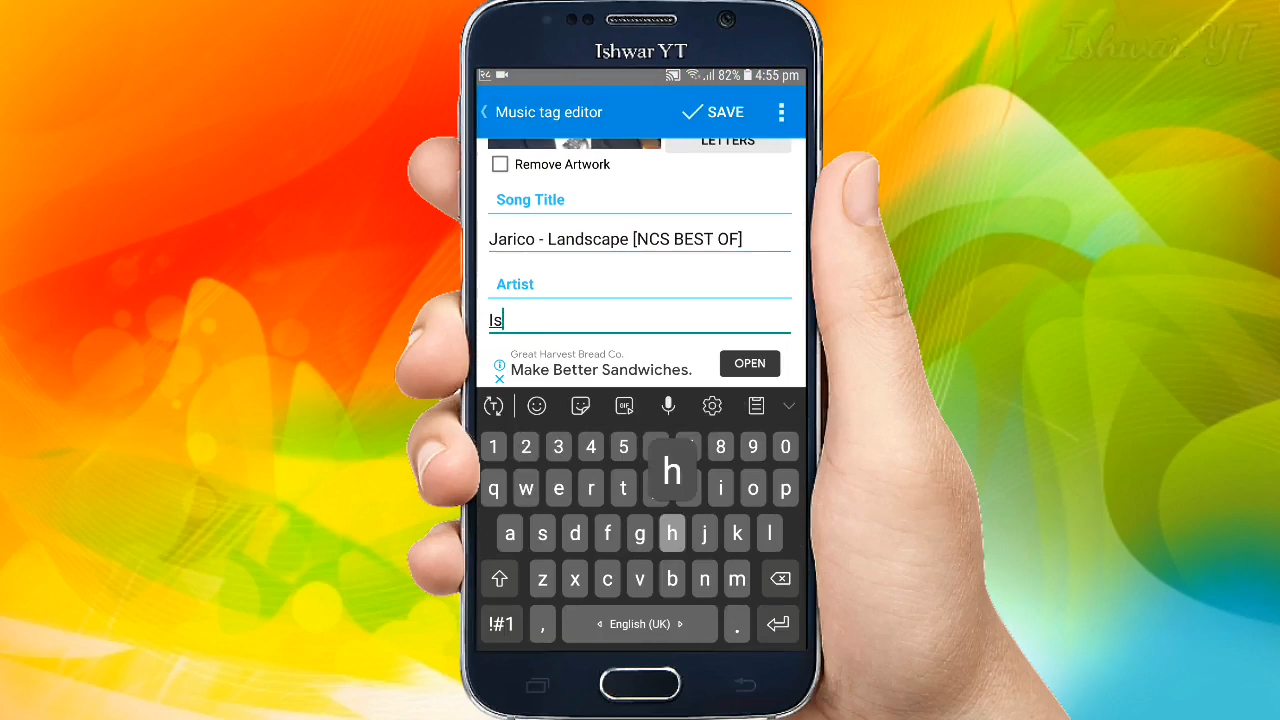 Ishwar YT
Ishwar YT
82% 4:55 pm
Music tag editor SAVE
LETTERS
Remove Artwork
Song Title
Jarico - Landscape [NCS BEST OF]
Artist
Is
Great Harvest Bread Co.
Make Better Sandwiches.
OPEN
GIF
1 2 3 4 5 8 9 0
h
q w e r t i o p
a s d f g h j k l
z x c v b n m
!#1 , English (UK) .